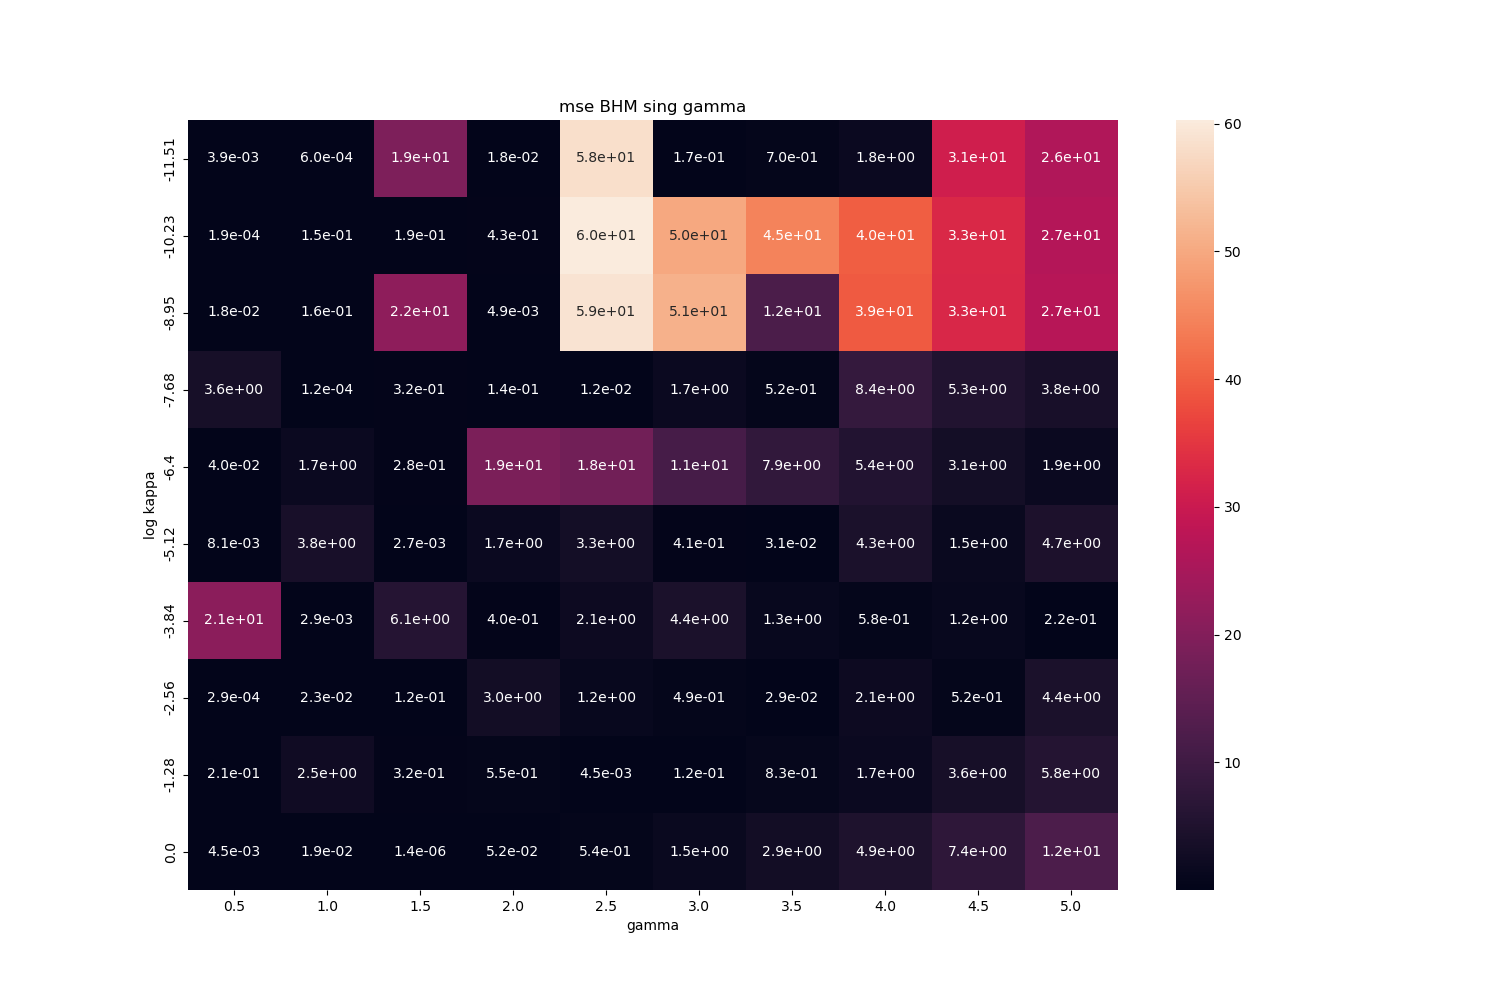 mse BHM sing gamma
-11.51 3.9e-03 6.0e-04 1.9e+01 1.8e-02 5.8e+01 1.7e-01 7.0e-01 1.8e+00 3.1e+01 2.6e+01
-10.23 1.9e-04 1.5e-01 1.9e-01 4.3e-01 6.0e+01 5.0e+01 4.5e+01 4.0e+01 3.3e+01 2.7e+01
-8.95 1.8e-02 1.6e-01 2.2e+01 4.9e-03 5.9e+01 5.1e+01 1.2e+01 3.9e+01 3.3e+01 2.7e+01
-7.68 3.6e+00 1.2e-04 3.2e-01 1.4e-01 1.2e-02 1.7e+00 5.2e-01 8.4e+00 5.3e+00 3.8e+00
-6.4 4.0e-02 1.7e+00 2.8e-01 1.9e+01 1.8e+01 1.1e+01 7.9e+00 5.4e+00 3.1e+00 1.9e+00
-5.12 8.1e-03 3.8e+00 2.7e-03 1.7e+00 3.3e+00 4.1e-01 3.1e-02 4.3e+00 1.5e+00 4.7e+00
-3.84 2.1e+01 2.9e-03 6.1e+00 4.0e-01 2.1e+00 4.4e+00 1.3e+00 5.8e-01 1.2e+00 2.2e-01
-2.56 2.9e-04 2.3e-02 1.2e-01 3.0e+00 1.2e+00 4.9e-01 2.9e-02 2.1e+00 5.2e-01 4.4e+00
-1.28 2.1e-01 2.5e+00 3.2e-01 5.5e-01 4.5e-03 1.2e-01 8.3e-01 1.7e+00 3.6e+00 5.8e+00
0.0 4.5e-03 1.9e-02 1.4e-06 5.2e-02 5.4e-01 1.5e+00 2.9e+00 4.9e+00 7.4e+00 1.2e+01
0.5 1.0 1.5 2.0 2.5 3.0 3.5 4.0 4.5 5.0
gamma
log kappa
60
50
40
30
20
10